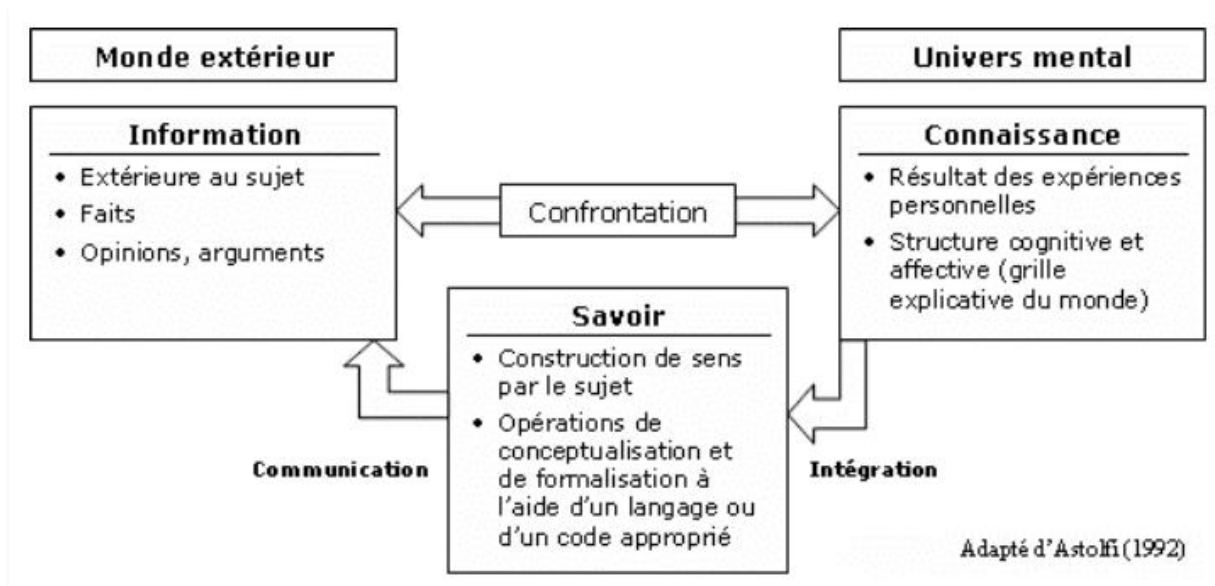 Monde extérieur
Univers mental
Information
• Extérieure au sujet
• Faits
• Opinions, arguments
Confrontation
Connaissance
• Résultat des expériences
personnelles
• Structure cognitive et
affective (grille
explicative du monde)
Savoir
• Construction de sens
par le sujet
• Opérations de
conceptualisation et
de formalisation à
l'aide d'un langage ou
d'un code approprié
Communication
Intégration
Adapté d'Astolfi (1992)